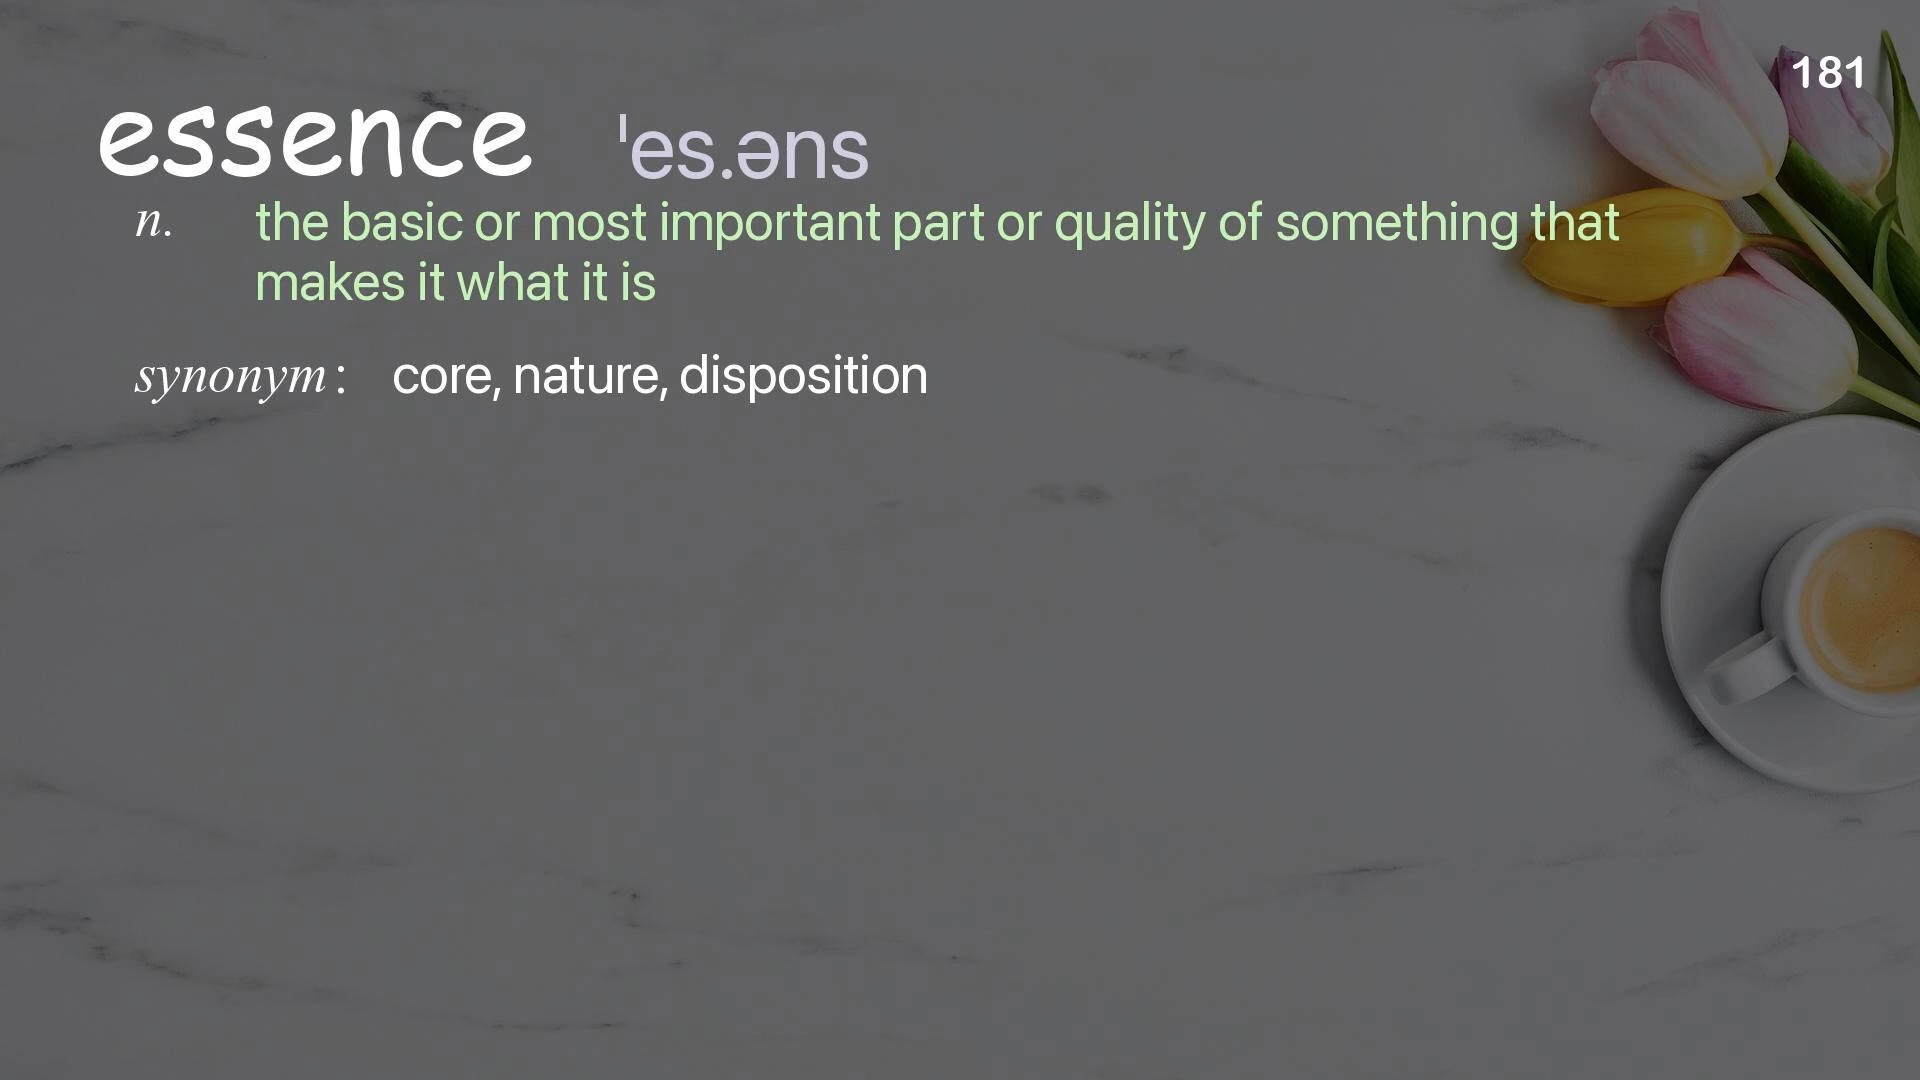 181
essence ˈes.əns
n. the basic or most important part or quality of something that
makes it what it is
synonym: core, nature, disposition